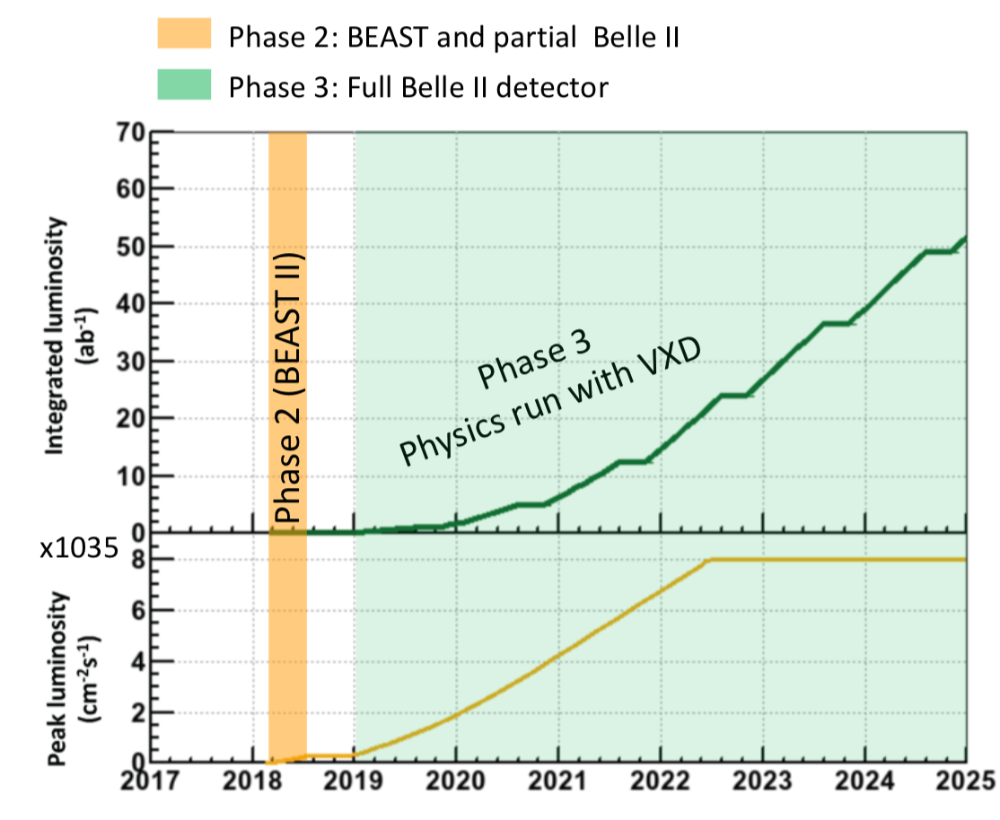 Phase 2: BEAST and partial  Belle II
Phase 3: Full Belle II detector
70
60
50
40
30
20
10
0
Integrated luminosity
(ab⁻¹)
Phase 2 (BEAST II)
Phase 3
Physics run with VXD
x1035
8
6
4
2
0
Peak luminosity
(cm⁻²s⁻¹)
2017 2018 2019 2020 2021 2022 2023 2024 2025